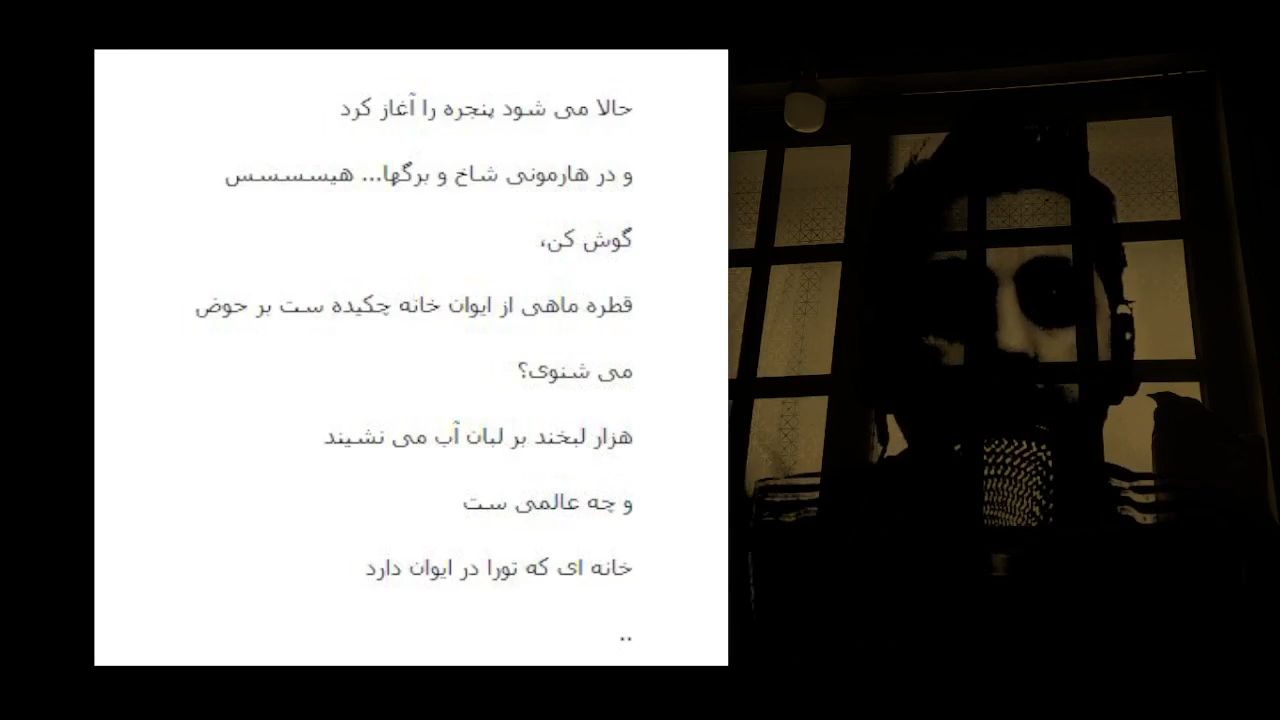 حالا می شود پنجره را آغاز کرد
و در هارمونی شاخ و برگها... هیسسسس
گوش کن،
قطره ماهی از ایوان خانه چکیده ست بر حوض
می شنوی؟
هزار لبخند بر لبان آب می نشیند
و چه عالمی ست
خانه ای که تورا در ایوان دارد
..